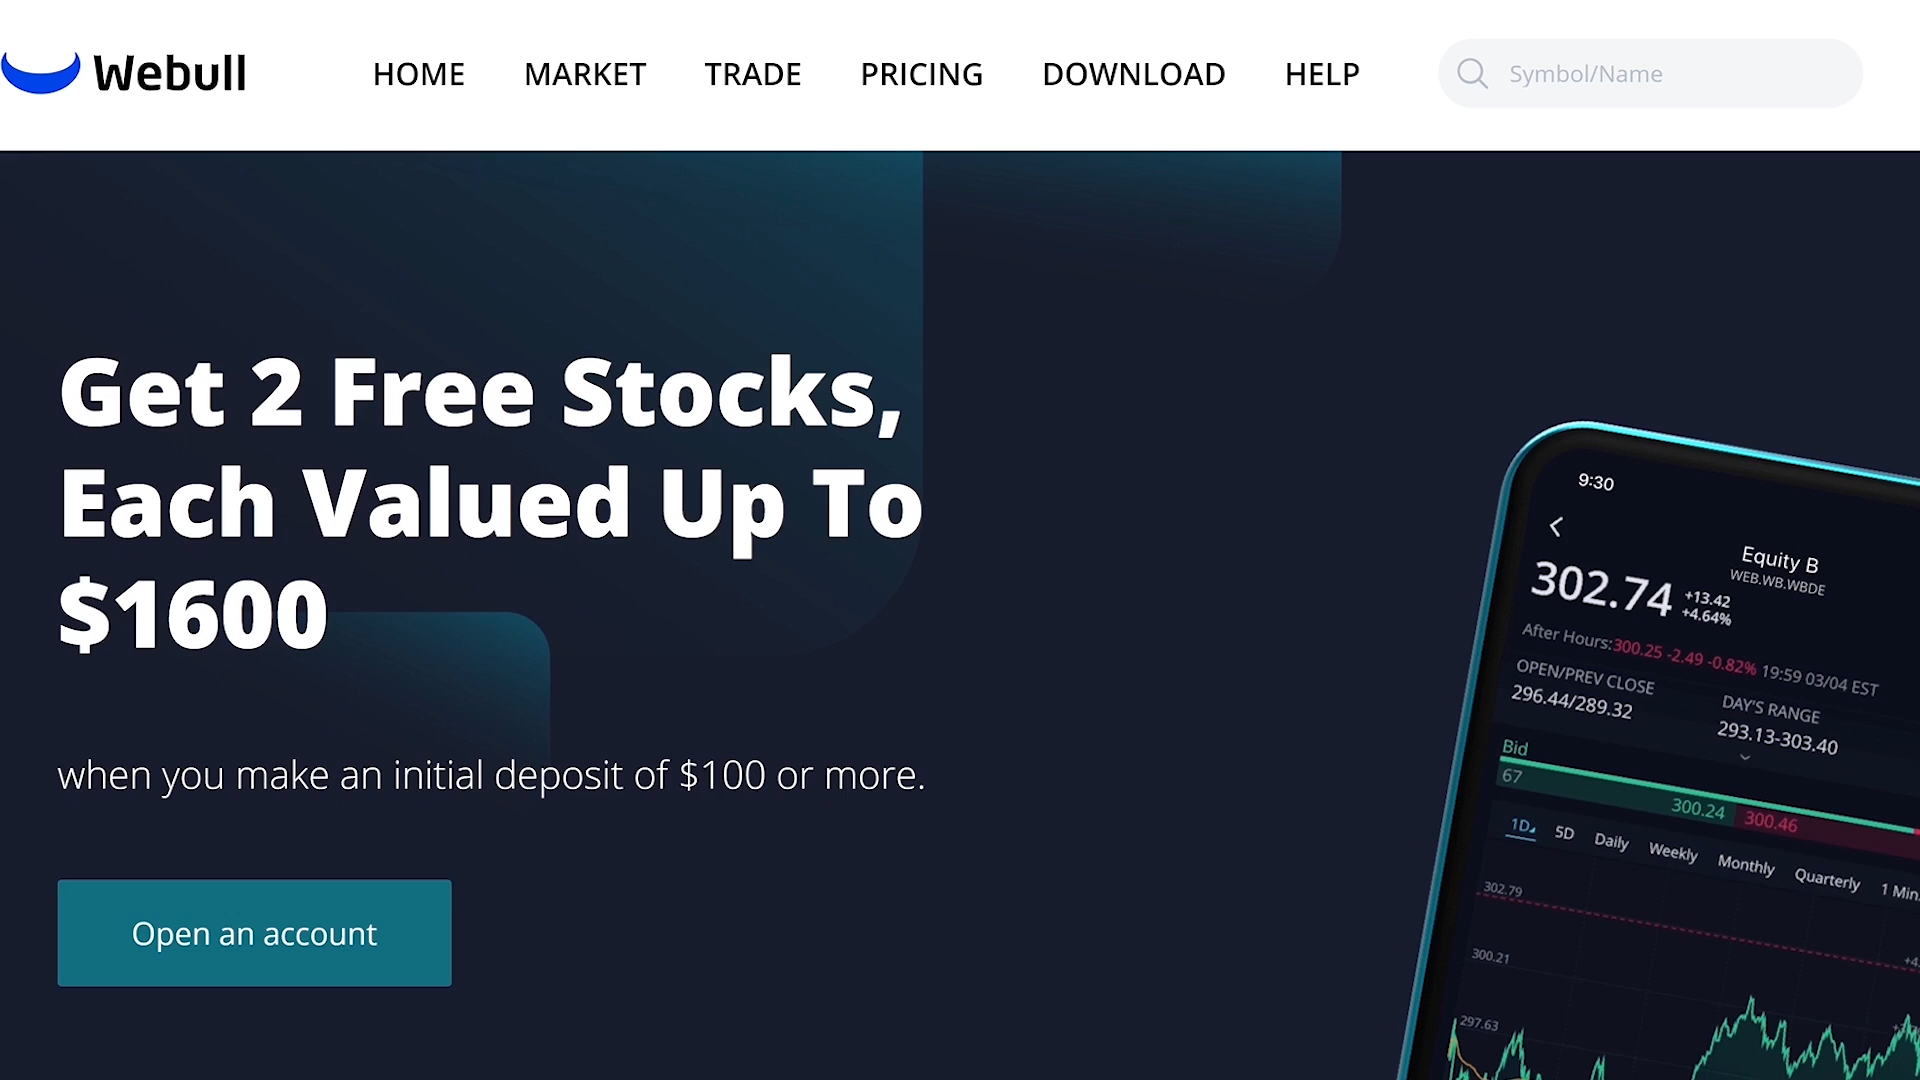 Webull
HOME MARKET TRADE PRICING DOWNLOAD HELP
Symbol/Name
Get 2 Free Stocks,
Each Valued Up To
$1600
when you make an initial deposit of $100 or more.
Open an account
9:30
Equity B
WEB.WB.WBDE
302.74
+13.42
+4.64%
After Hours:300.25 -2.49 -0.82% 19:59 03/04 EST
OPEN/PREV CLOSE
296.44/289.32
DAY'S RANGE
293.13-303.40
Bid
67
300.24 300.46
1D 5D Daily Weekly Monthly Quarterly 1 Min
302.79
300.21
297.63